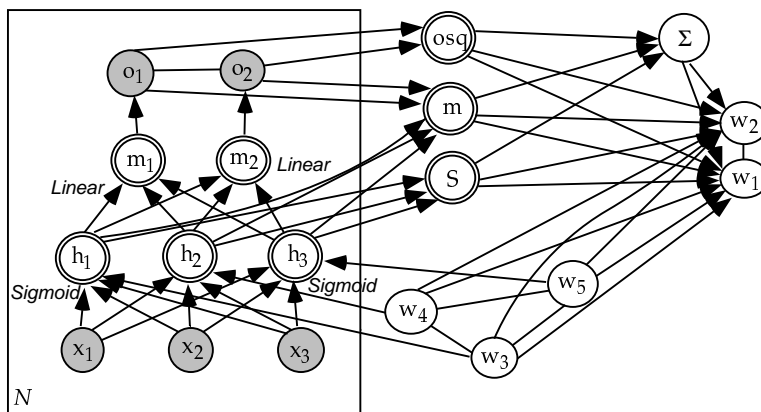 osq Σ
o₁ o₂
m w₂
m₁ m₂ Linear
Linear S w₁
h₁ h₂ h₃
Sigmoid Sigmoid w₅
w₄
x₁ x₂ x₃ w₃
N